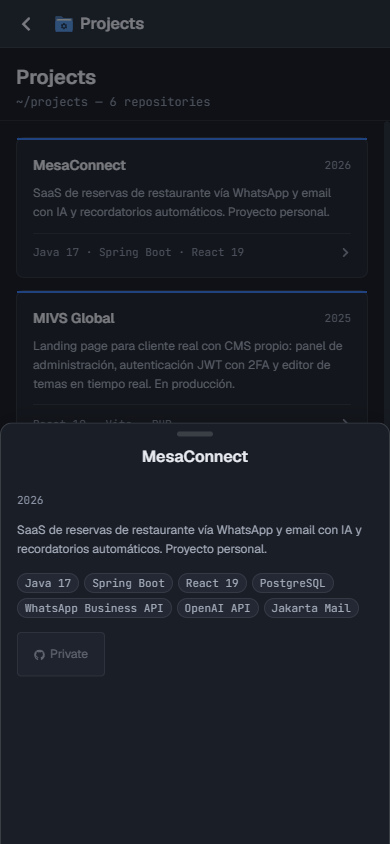 Projects
Projects
~/projects — 6 repositories
MesaConnect 2026
SaaS de reservas de restaurante vía WhatsApp y email
con IA y recordatorios automáticos. Proyecto personal.
Java 17 · Spring Boot · React 19
MIVS Global 2025
Landing page para cliente real con CMS propio: panel de
administración, autenticación JWT con 2FA y editor de
temas en tiempo real. En producción.
React 19 · Vite · PHP
MesaConnect
2026
SaaS de reservas de restaurante vía WhatsApp y email con IA y
recordatorios automáticos. Proyecto personal.
Java 17 Spring Boot React 19 PostgreSQL
WhatsApp Business API OpenAI API Jakarta Mail
Private